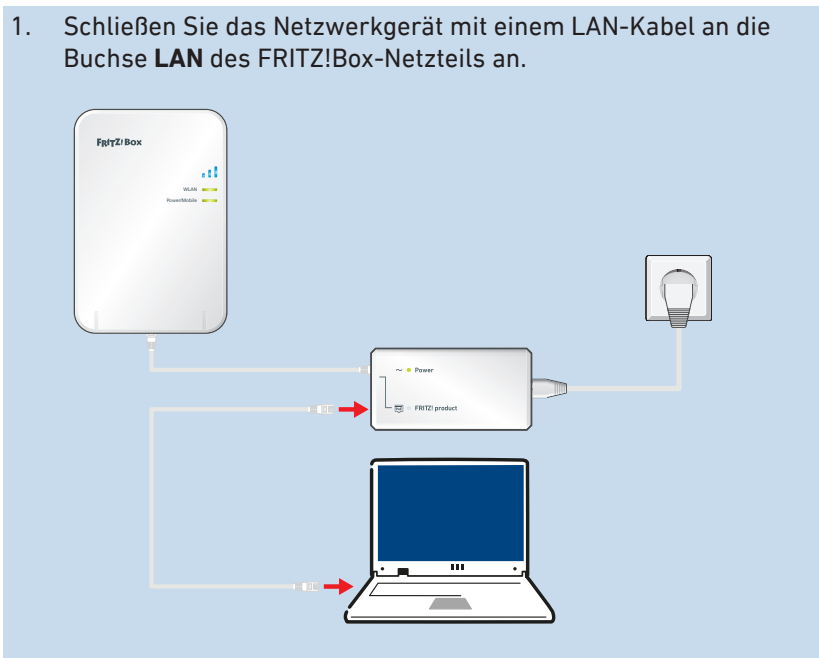 1. Schließen Sie das Netzwerkgerät mit einem LAN-Kabel an die
Buchse LAN des FRITZ!Box-Netzteils an.
FRITZ! Box
WLAN
Power/Mobile
Power
FRITZ! product